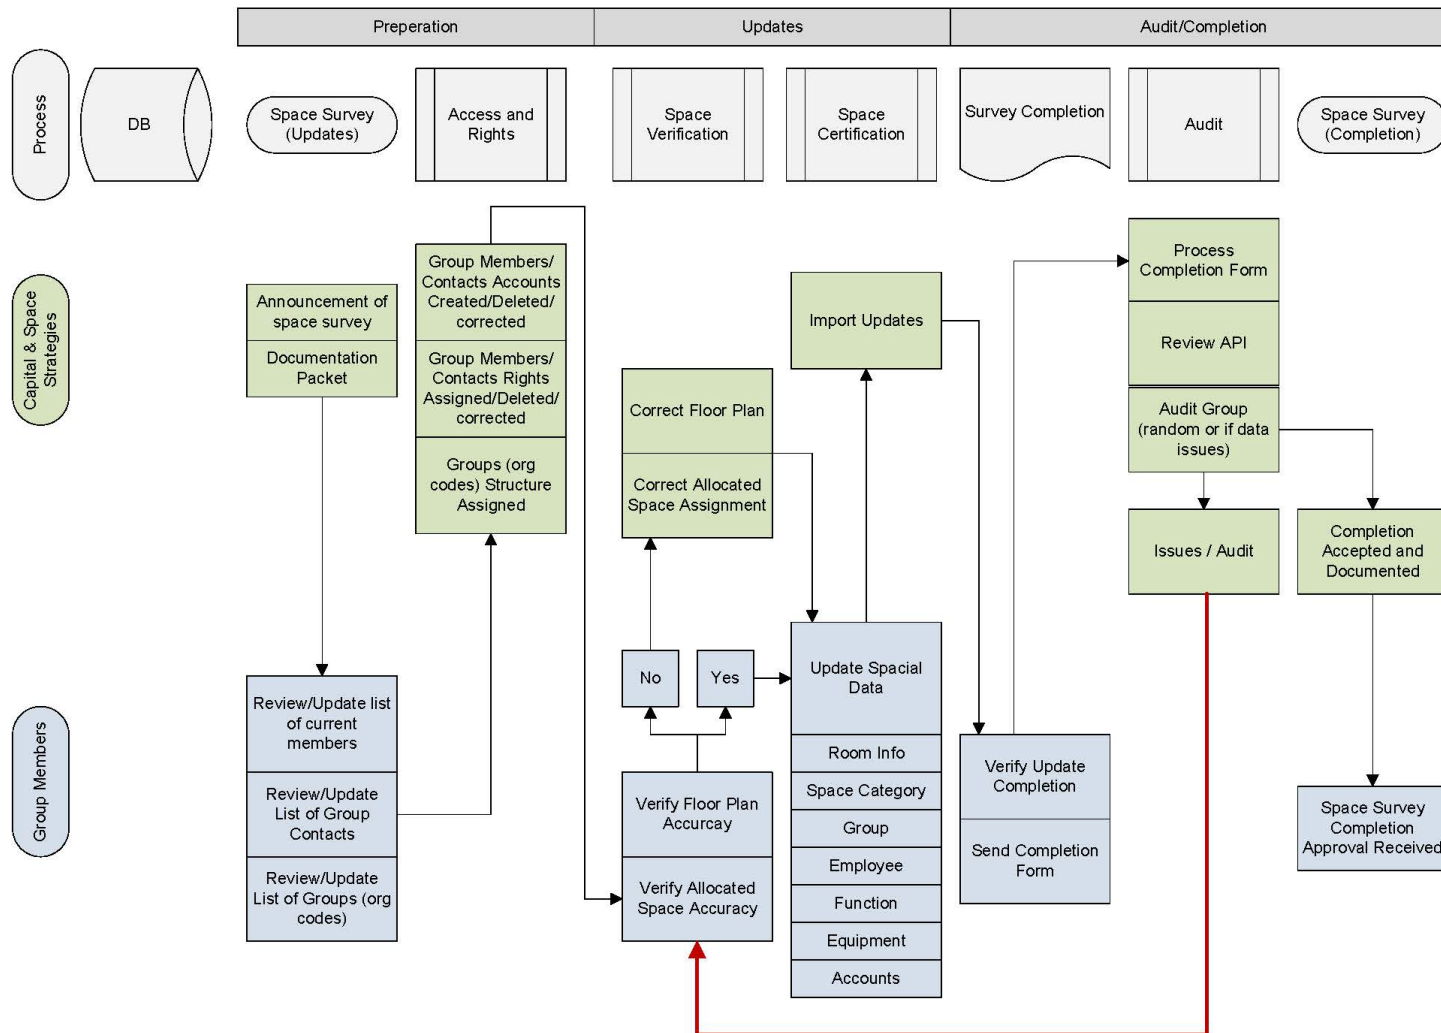 Preperation
Updates
Audit/Completion
Process
DB
Space Survey
(Updates)
Access and
Rights
Space
Verification
Space
Certification
Survey Completion
Audit
Space Survey
(Completion)
Capital & Space
Strategies
Announcement of
space survey
Documentation
Packet
Group Members/
Contacts Accounts
Created/Deleted/
corrected
Group Members/
Contacts Rights
Assigned/Deleted/
corrected
Groups (org
codes) Structure
Assigned
Correct Floor Plan
Correct Allocated
Space Assignment
Import Updates
Process
Completion Form
Review API
Audit Group
(random or if data
issues)
Issues / Audit
Completion
Accepted and
Documented
Group Members
Review/Update list
of current
members
Review/Update
List of Group
Contacts
Review/Update
List of Groups (org
codes)
No
Yes
Verify Floor Plan
Accurcay
Verify Allocated
Space Accuracy
Update Spacial
Data
Room Info
Space Category
Group
Employee
Function
Equipment
Accounts
Verify Update
Completion
Send Completion
Form
Space Survey
Completion
Approval Received